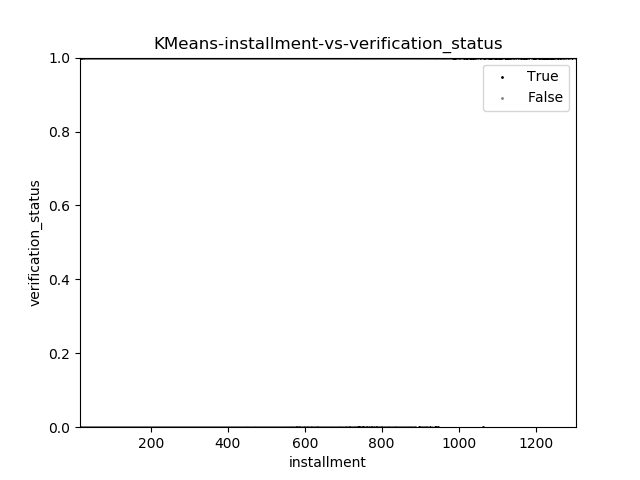 KMeans-installment-vs-verification_status
1.0
True
False
0.8
0.6
verification_status
0.4
0.2
0.0
200 400 600 800 1000 1200
installment